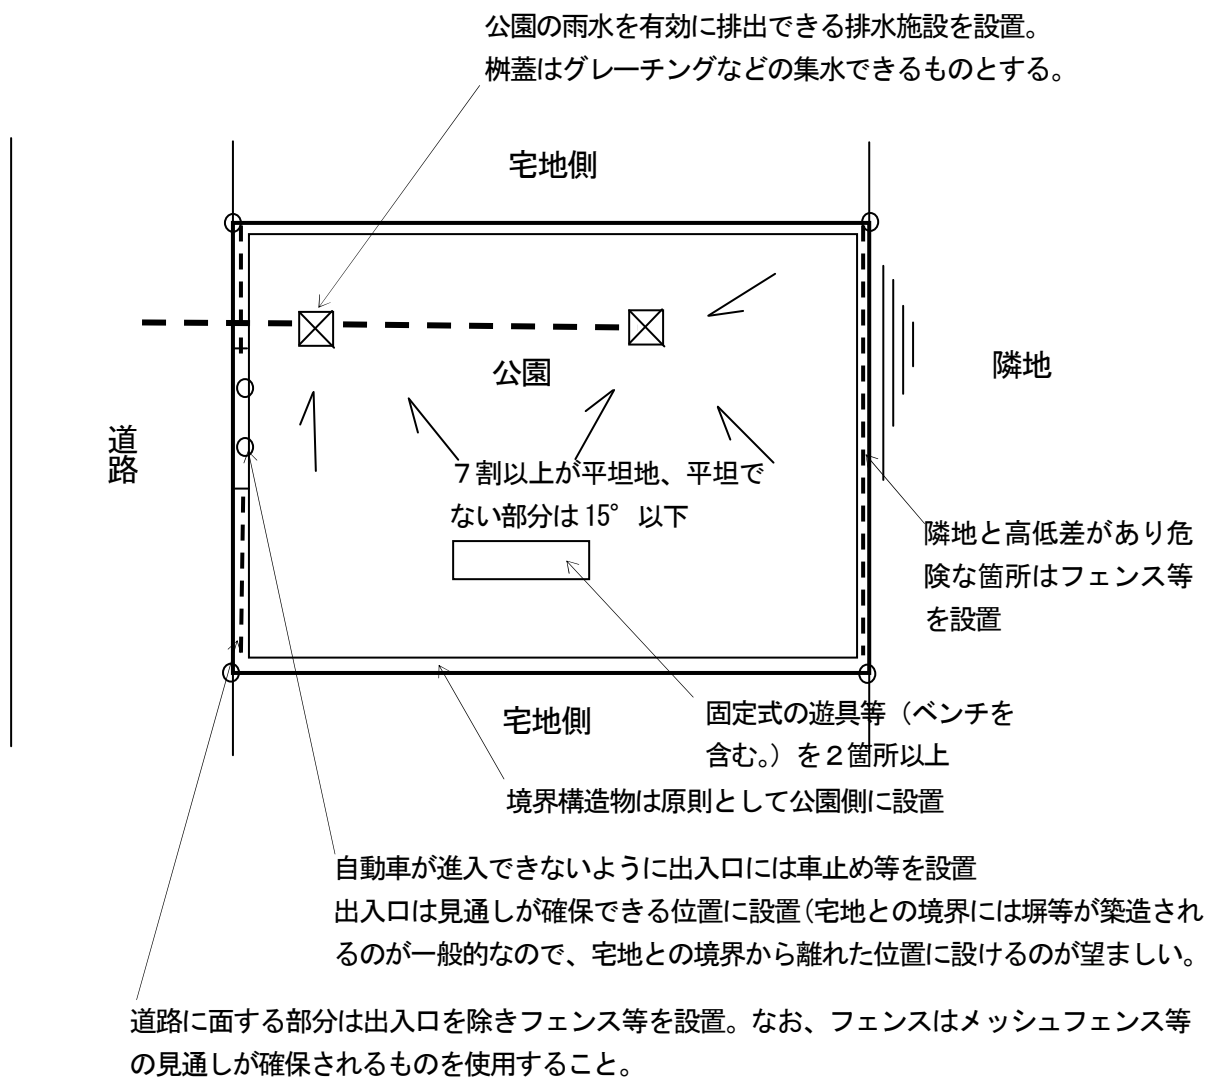 公園の雨水を有効に排出できる排水施設を設置。
桝蓋はグレーチングなどの集水できるものとする。
宅地側
公園
隣地
道路
７割以上が平坦地、平坦で
ない部分は 15° 以下
隣地と高低差があり危
険な箇所はフェンス等
を設置
宅地側
固定式の遊具等（ベンチを
含む。）を２箇所以上
境界構造物は原則として公園側に設置
自動車が進入できないように出入口には車止め等を設置
出入口は見通しが確保できる位置に設置（宅地との境界には塀等が築造され
るのが一般的なので、宅地との境界から離れた位置に設けるのが望ましい。
道路に面する部分は出入口を除きフェンス等を設置。なお、フェンスはメッシュフェンス等
の見通しが確保されるものを使用すること。